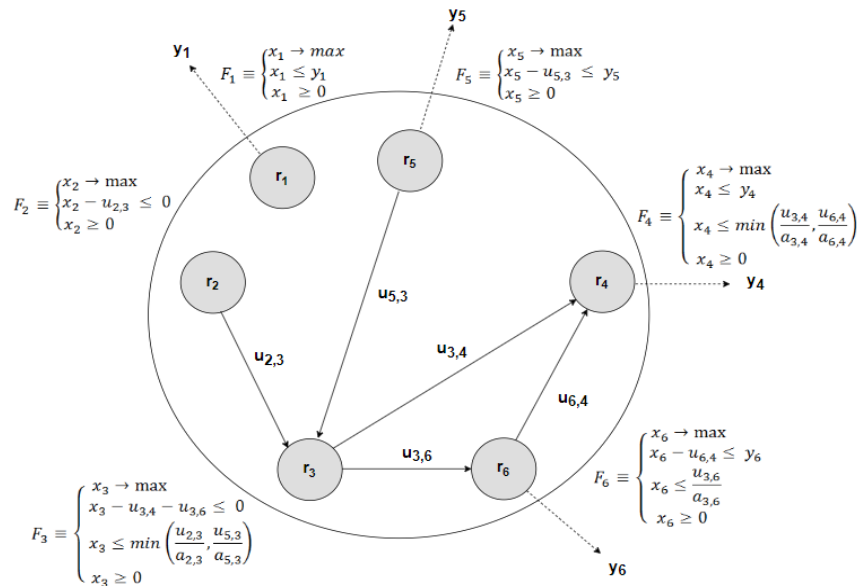 y1
y5
F1 ≡ { x1 → max
x1 ≤ y1
x1 ≥ 0
F5 ≡ { x5 → max
x5 − u5,3 ≤ y5
x5 ≥ 0
r5
r1
F2 ≡ { x2 → max
x2 − u2,3 ≤ 0
x2 ≥ 0
F4 ≡ { x4 → max
x4 ≤ y4
x4 ≤ min (u3,4/a3,4, u6,4/a6,4)
x4 ≥ 0
r2
r4
y4
u5,3
u3,4
u2,3
u6,4
r3
u3,6
r6
F6 ≡ { x6 → max
x6 − u6,4 ≤ y6
x6 ≤ u3,6/a3,6
x6 ≥ 0
F3 ≡ { x3 → max
x3 − u3,4 − u3,6 ≤ 0
x3 ≤ min (u2,3/a2,3, u5,3/a5,3)
x3 ≥ 0
y6